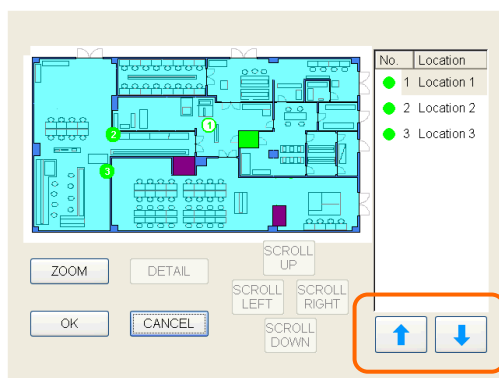 No. Location
1 Location 1
2 Location 2
3 Location 3
1
2
3
ZOOM
DETAIL
SCROLL
UP
SCROLL
LEFT
SCROLL
RIGHT
OK
CANCEL
SCROLL
DOWN